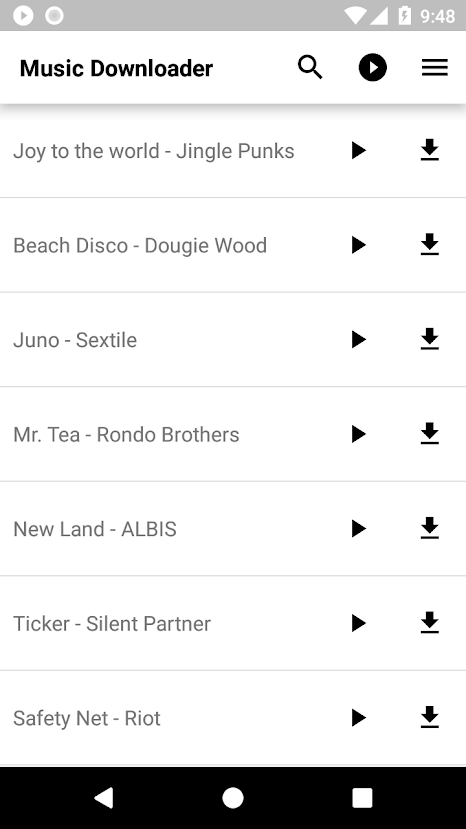 9:48
Music Downloader
Joy to the world - Jingle Punks
Beach Disco - Dougie Wood
Juno - Sextile
Mr. Tea - Rondo Brothers
New Land - ALBIS
Ticker - Silent Partner
Safety Net - Riot